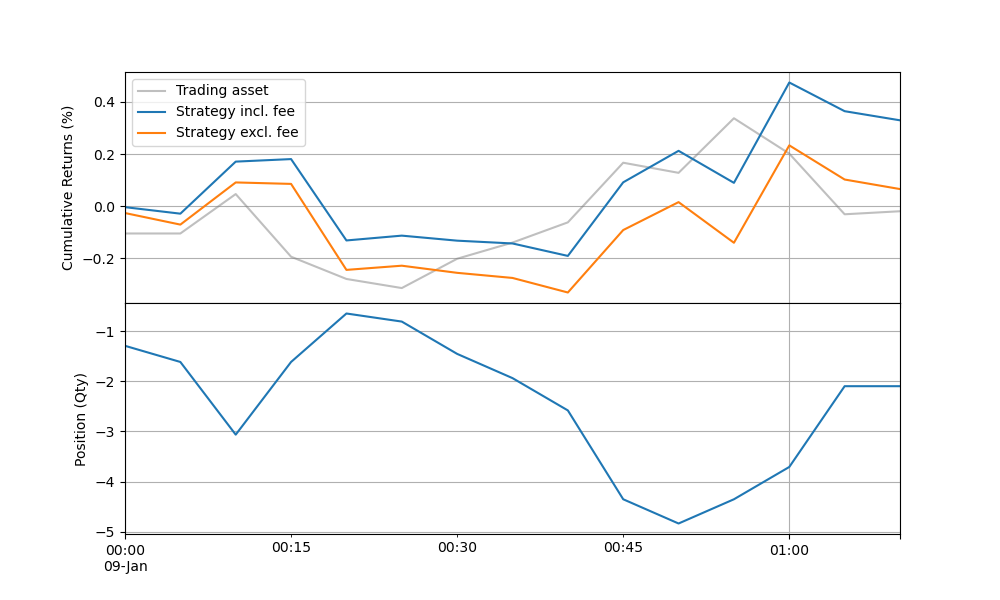 Cumulative Returns (%)
0.4
0.2
0.0
−0.2
Trading asset
Strategy incl. fee
Strategy excl. fee
Position (Qty)
−1
−2
−3
−4
−5
00:00
09-Jan
00:15
00:30
00:45
01:00